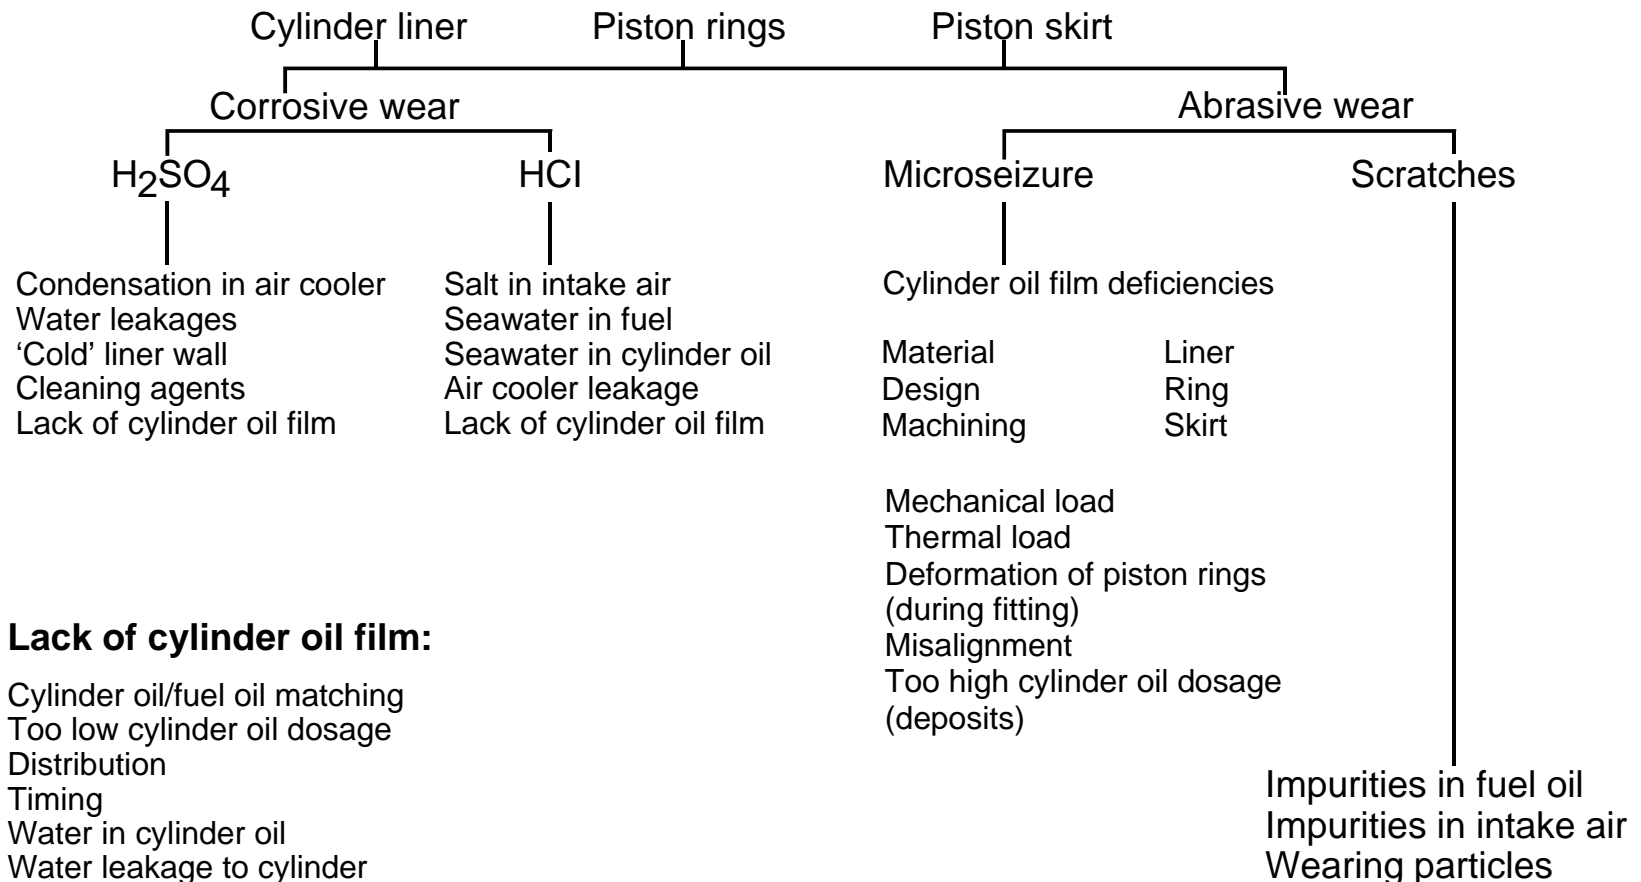 Cylinder liner Piston rings Piston skirt
Corrosive wear Abrasive wear
H2SO4 HCI Microseizure Scratches
Condensation in air cooler
Water leakages
‘Cold’ liner wall
Cleaning agents
Lack of cylinder oil film
Salt in intake air
Seawater in fuel
Seawater in cylinder oil
Air cooler leakage
Lack of cylinder oil film
Cylinder oil film deficiencies
Material Liner
Design Ring
Machining Skirt
Mechanical load
Thermal load
Deformation of piston rings
(during fitting)
Misalignment
Too high cylinder oil dosage
(deposits)
Lack of cylinder oil film:
Cylinder oil/fuel oil matching
Too low cylinder oil dosage
Distribution
Timing
Water in cylinder oil
Water leakage to cylinder
Impurities in fuel oil
Impurities in intake air
Wearing particles